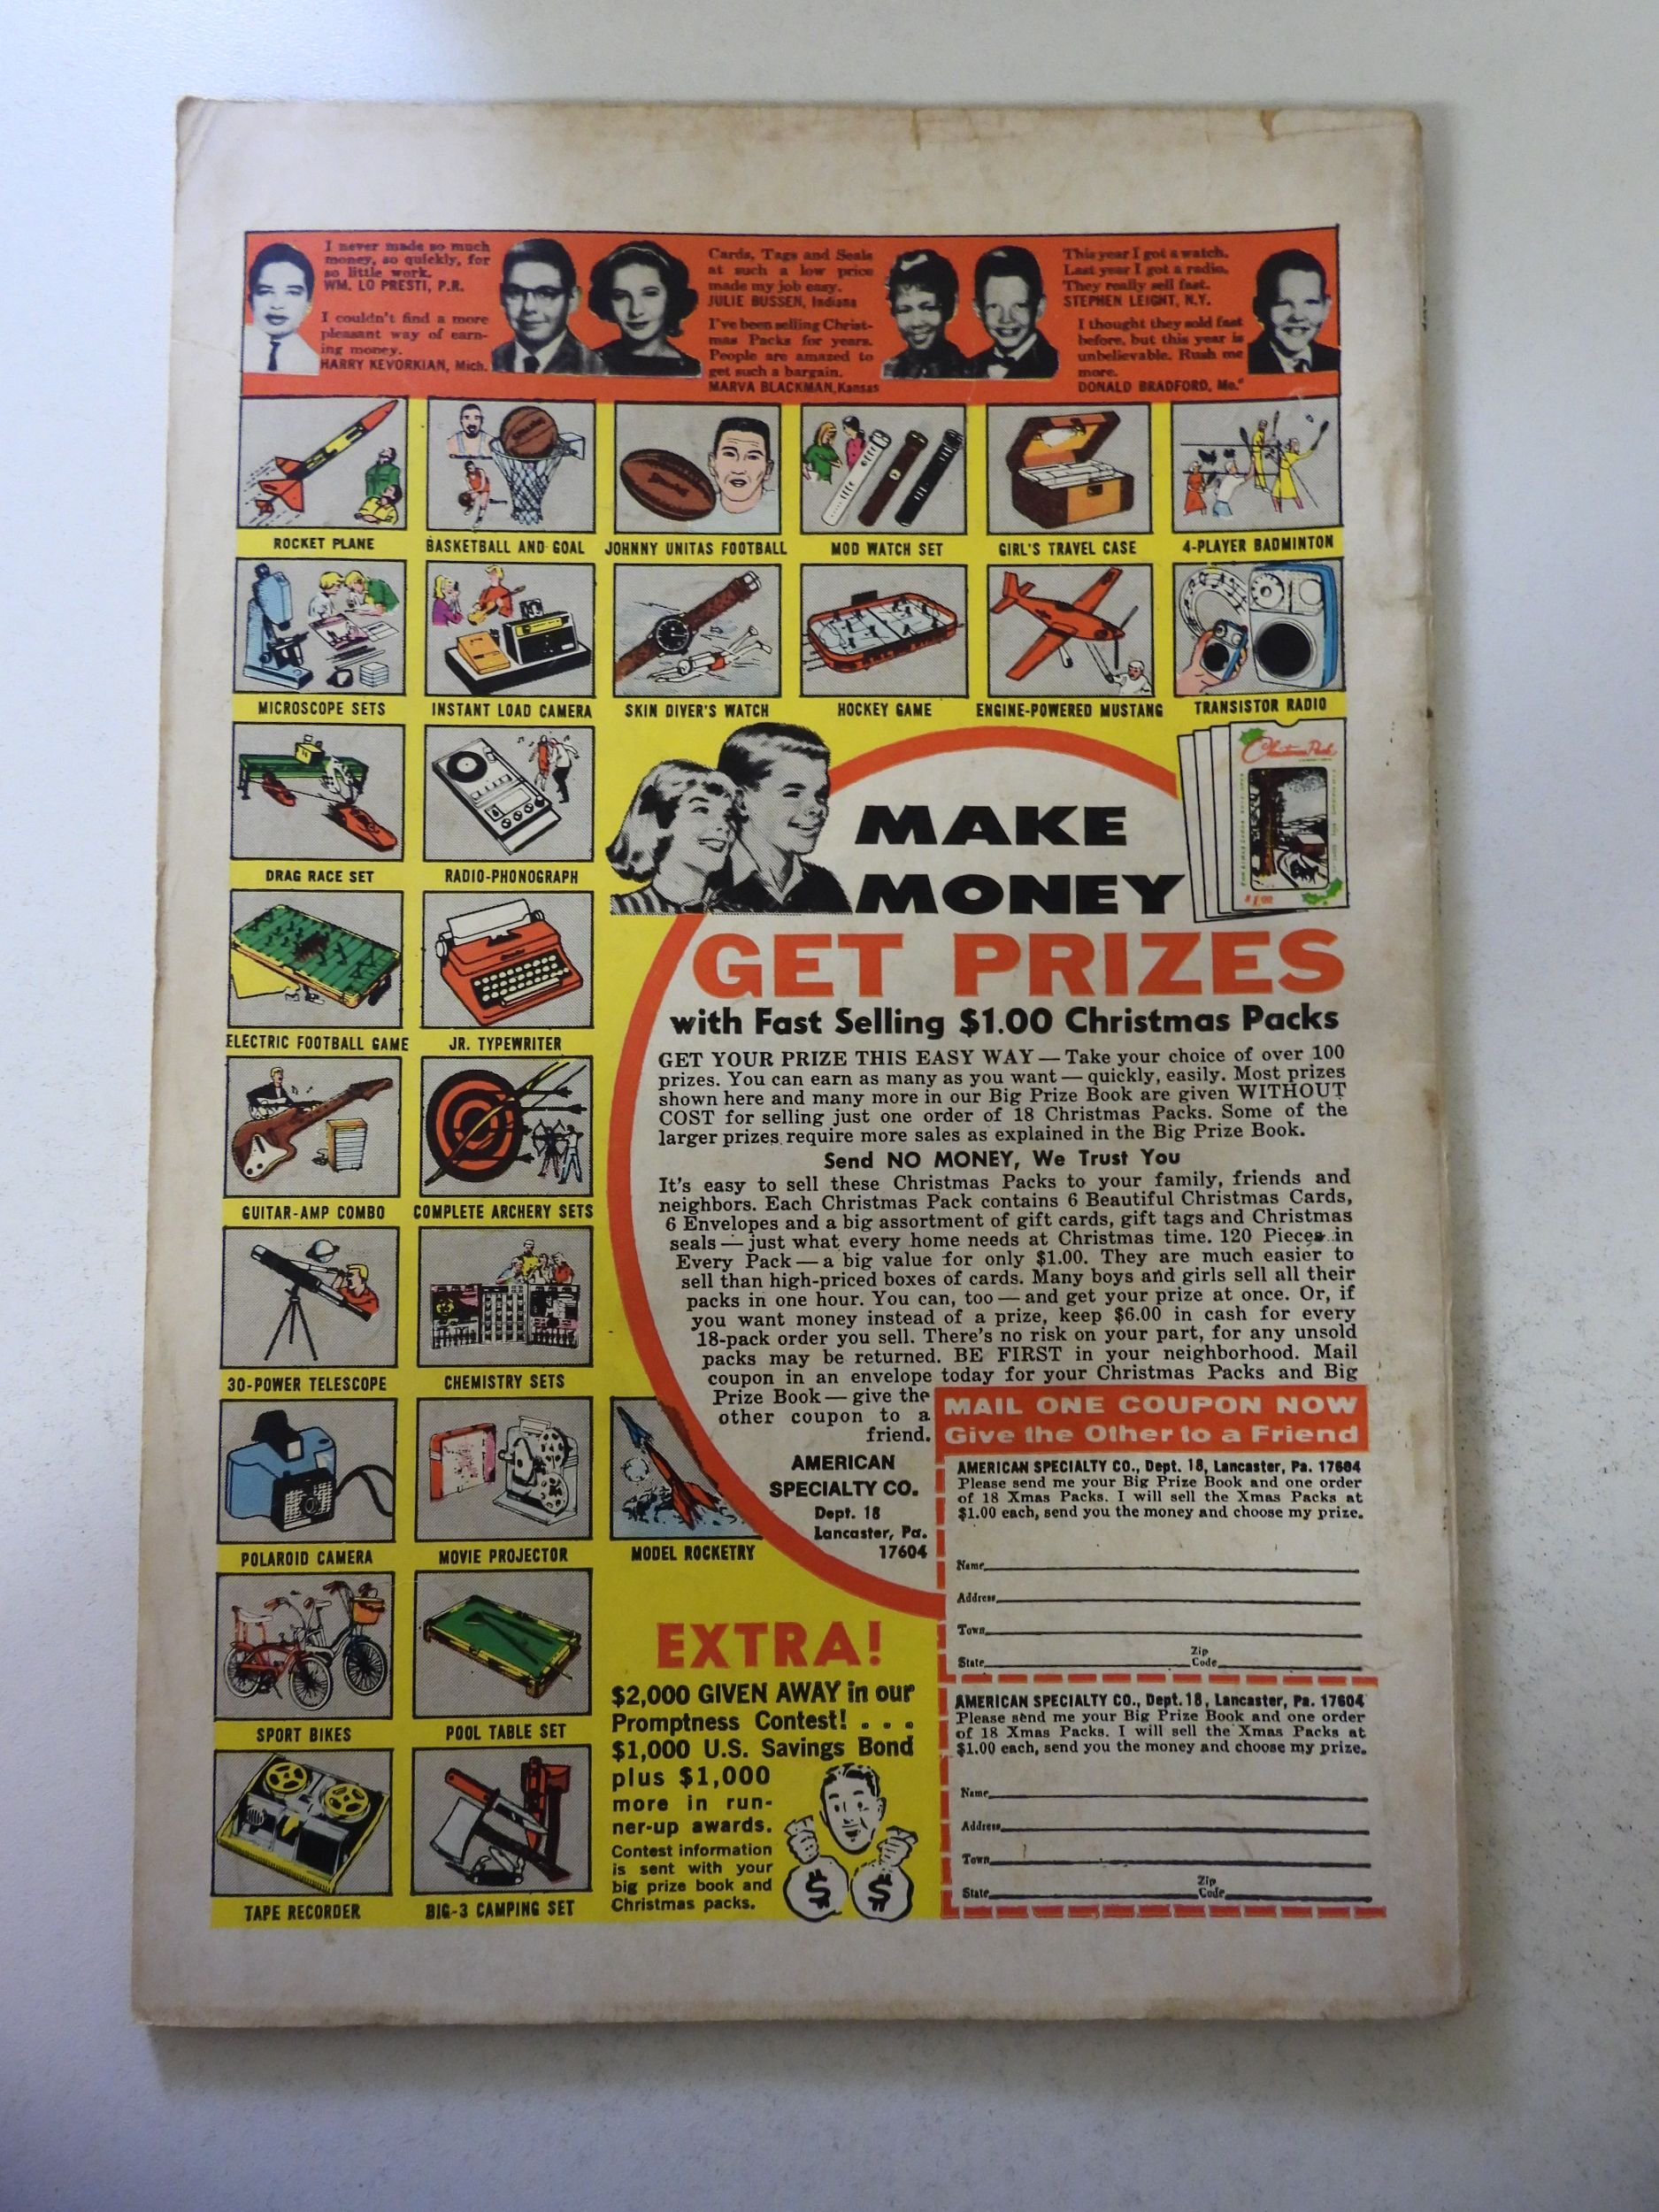 I never made so much
money, so quickly, for
so little work.
WM. LO PRESTI, P.R.
I couldn't find a more
pleasant way of earn-
ing money.
HARRY KEVORKIAN, Mich.
Cards, Tags and Seals
at such a low price
made my job easy.
JULIE BUSSEN, Indiana
I've been selling Christ-
mas Packs for years.
People are amazed to
get such a bargain.
MARVA BLACKMAN, Kansas
This year I got a watch.
Last year I got a radio.
They really sell fast.
STEPHEN LEIGHT, N.Y.
I thought they sold fast
before, but this year is
unbelievable. Rush me
more.
DONALD BRADFORD, Mo."
ROCKET PLANE
BASKETBALL AND GOAL
JOHNNY UNITAS FOOTBALL
MOD WATCH SET
GIRL'S TRAVEL CASE
4-PLAYER BADMINTON
MICROSCOPE SETS
INSTANT LOAD CAMERA
SKIN DIVER'S WATCH
HOCKEY GAME
ENGINE-POWERED MUSTANG
TRANSISTOR RADIO
DRAG RACE SET
RADIO-PHONOGRAPH
ELECTRIC FOOTBALL GAME
JR. TYPEWRITER
GUITAR-AMP COMBO
COMPLETE ARCHERY SETS
30-POWER TELESCOPE
CHEMISTRY SETS
POLAROID CAMERA
MOVIE PROJECTOR
MODEL ROCKETRY
SPORT BIKES
POOL TABLE SET
TAPE RECORDER
BIG-3 CAMPING SET
Christmas Pack
$1.00
MAKE
MONEY
GET PRIZES
with Fast Selling $1.00 Christmas Packs
GET YOUR PRIZE THIS EASY WAY — Take your choice of over 100
prizes. You can earn as many as you want — quickly, easily. Most prizes
shown here and many more in our Big Prize Book are given WITHOUT
COST for selling just one order of 18 Christmas Packs. Some of the
larger prizes require more sales as explained in the Big Prize Book.
Send NO MONEY, We Trust You
It's easy to sell these Christmas Packs to your family, friends and
neighbors. Each Christmas Pack contains 6 Beautiful Christmas Cards,
6 Envelopes and a big assortment of gift cards, gift tags and Christmas
seals — just what every home needs at Christmas time. 120 Pieces in
Every Pack — a big value for only $1.00. They are much easier to
sell than high-priced boxes of cards. Many boys and girls sell all their
packs in one hour. You can, too — and get your prize at once. Or, if
you want money instead of a prize, keep $6.00 in cash for every
18-pack order you sell. There's no risk on your part, for any unsold
packs may be returned. BE FIRST in your neighborhood. Mail
coupon in an envelope today for your Christmas Packs and Big
Prize Book — give the
other coupon to a
friend.
AMERICAN
SPECIALTY CO.
Dept. 18
Lancaster, Pa.
17604
EXTRA!
$2,000 GIVEN AWAY in our
Promptness Contest! . . .
$1,000 U.S. Savings Bond
plus $1,000
more in run-
ner-up awards.
Contest information
is sent with your
big prize book and
Christmas packs.
$ $
MAIL ONE COUPON NOW
Give the Other to a Friend
AMERICAN SPECIALTY CO., Dept. 18, Lancaster, Pa. 17604
Please send me your Big Prize Book and one order
of 18 Xmas Packs. I will sell the Xmas Packs at
$1.00 each, send you the money and choose my prize.
Name
Address
Town
State Zip Code
AMERICAN SPECIALTY CO., Dept. 18, Lancaster, Pa. 17604
Please send me your Big Prize Book and one order
of 18 Xmas Packs. I will sell the Xmas Packs at
$1.00 each, send you the money and choose my prize.
Name
Address
Town
State Zip Code